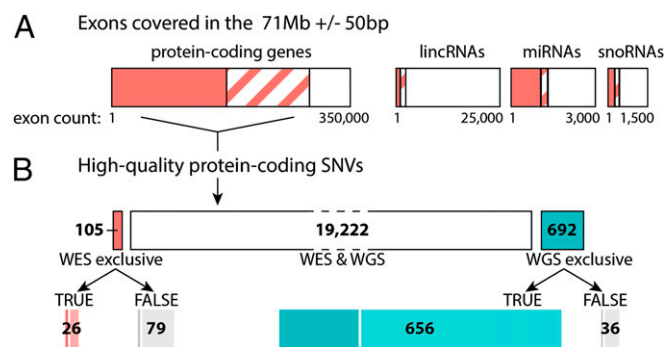 A Exons covered in the 71Mb +/- 50bp
protein-coding genes lincRNAs miRNAs snoRNAs
exon count: 1 350,000 1 25,000 1 3,000 1 1,500
High-quality protein-coding SNVs
B
105 19,222 692
WES exclusive WES & WGS WGS exclusive
TRUE FALSE TRUE FALSE
26 79 656 36